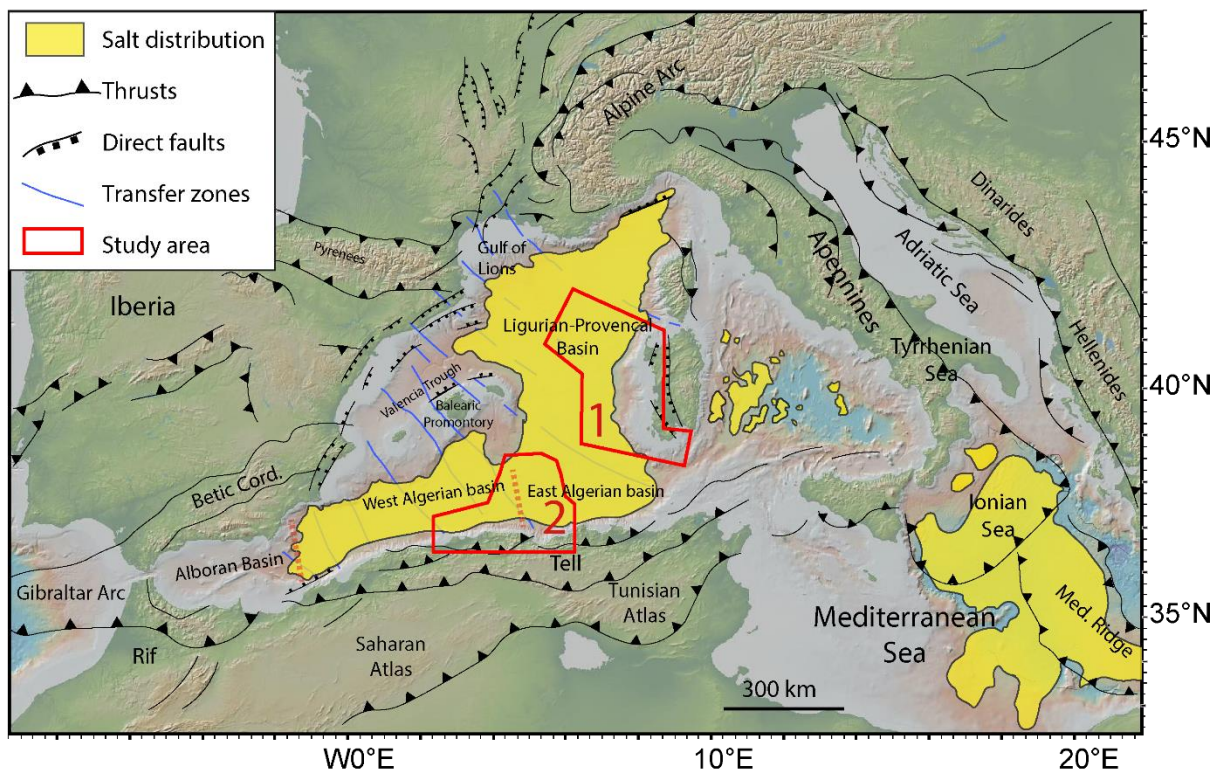 Salt distribution
Thrusts
Direct faults
Transfer zones
Study area
Alpine Arc
45°N
Dinarides
Pyrenees
Gulf of
Lions
Apennines
Adriatic Sea
Iberia
Ligurian-Provencal
Basin
Hellenides
Tyrrhenian
Sea
Valencia Trough
40°N
Balearic
Promontory
1
Betic Cord.
West Algerian basin
East Algerian basin
2
Ionian
Sea
Alboran Basin
Tell
Gibraltar Arc
Tunisian
Atlas
Mediterranean
Sea
Med. Ridge
35°N
Rif
Saharan
Atlas
300 km
W0°E
10°E
20°E